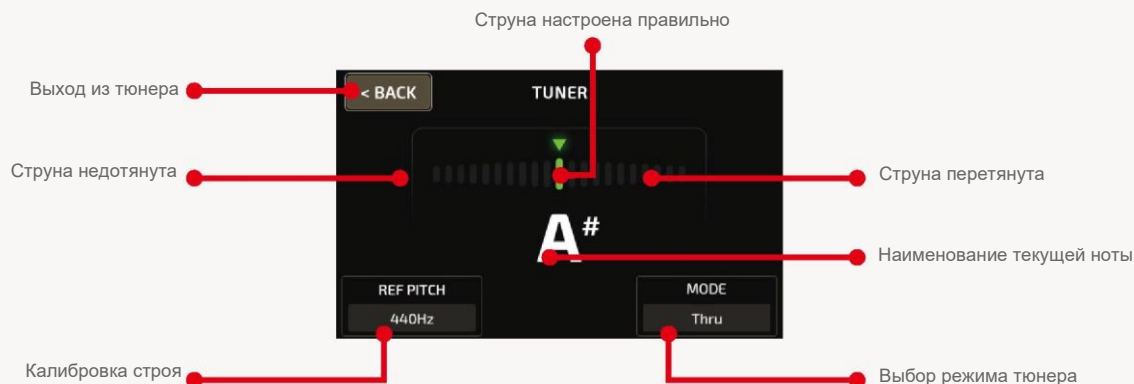 Струна настроена правильно
Выход из тюнера
< BACK
TUNER
Струна недотянута
Струна перетянута
A#
Наименование текущей ноты
REF PITCH
440Hz
MODE
Thru
Калибровка строя
Выбор режима тюнера